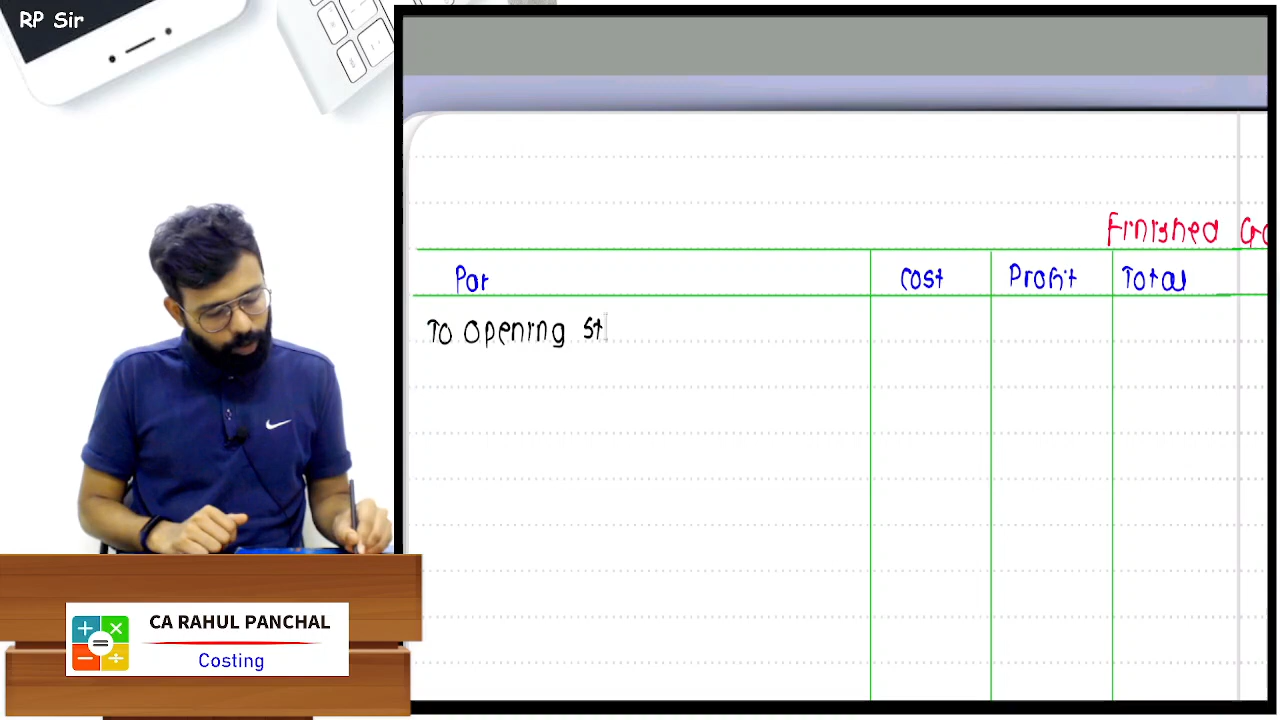 RP Sir
Finished Go
Par Cost Profit Total
To Opening St
CA RAHUL PANCHAL
Costing